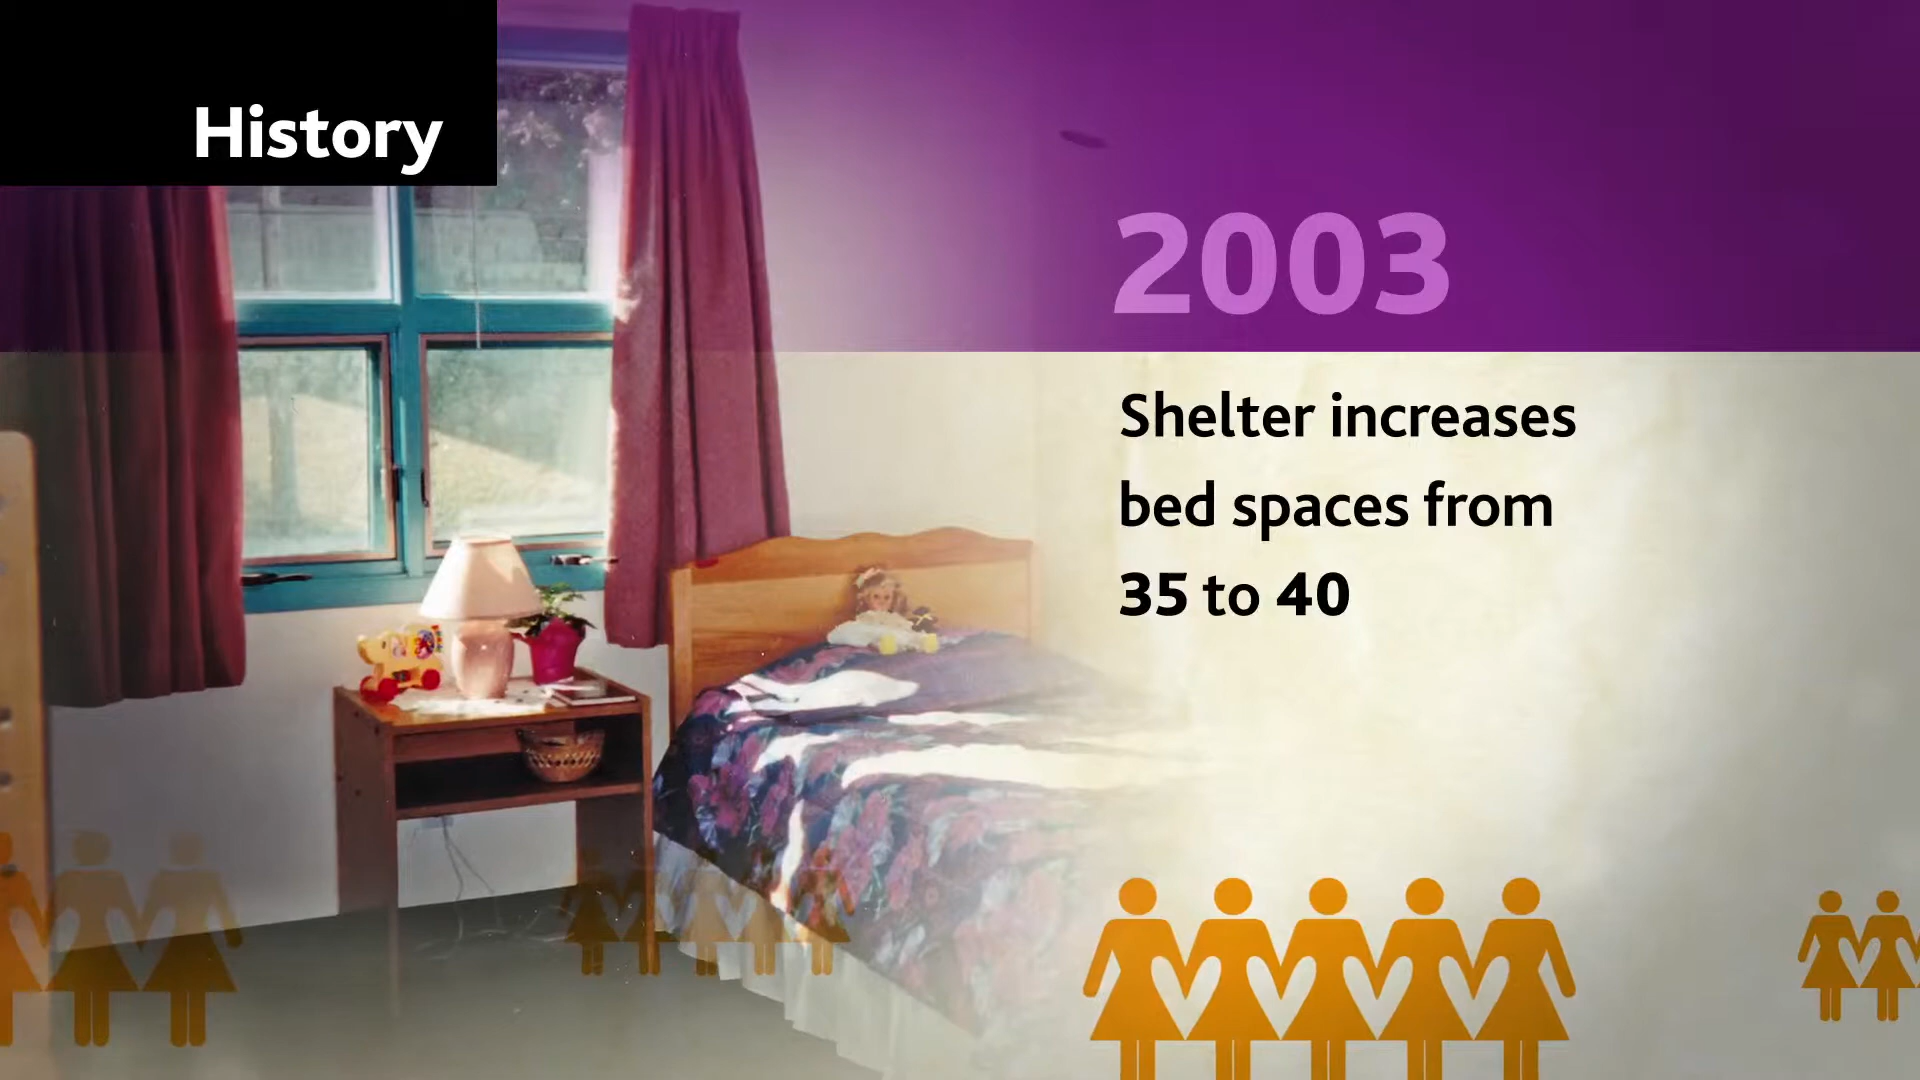 History
2003
Shelter increases
bed spaces from
35 to 40